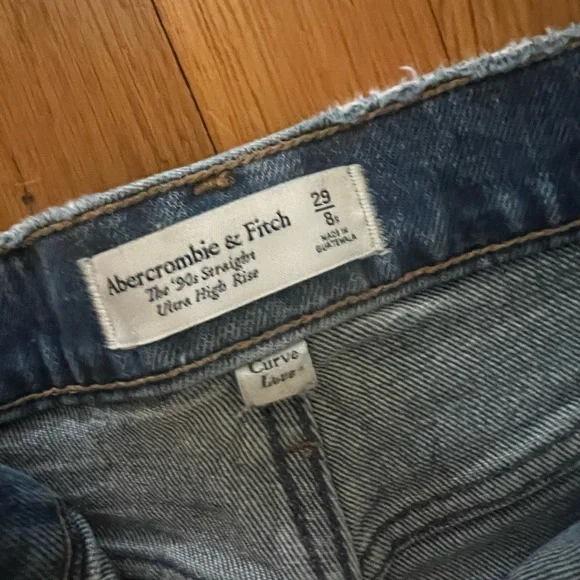 Abercrombie & Fitch
The '90s Straight
Ultra High Rise
29
8s
MADE IN
GUATEMALA
Curve
Love